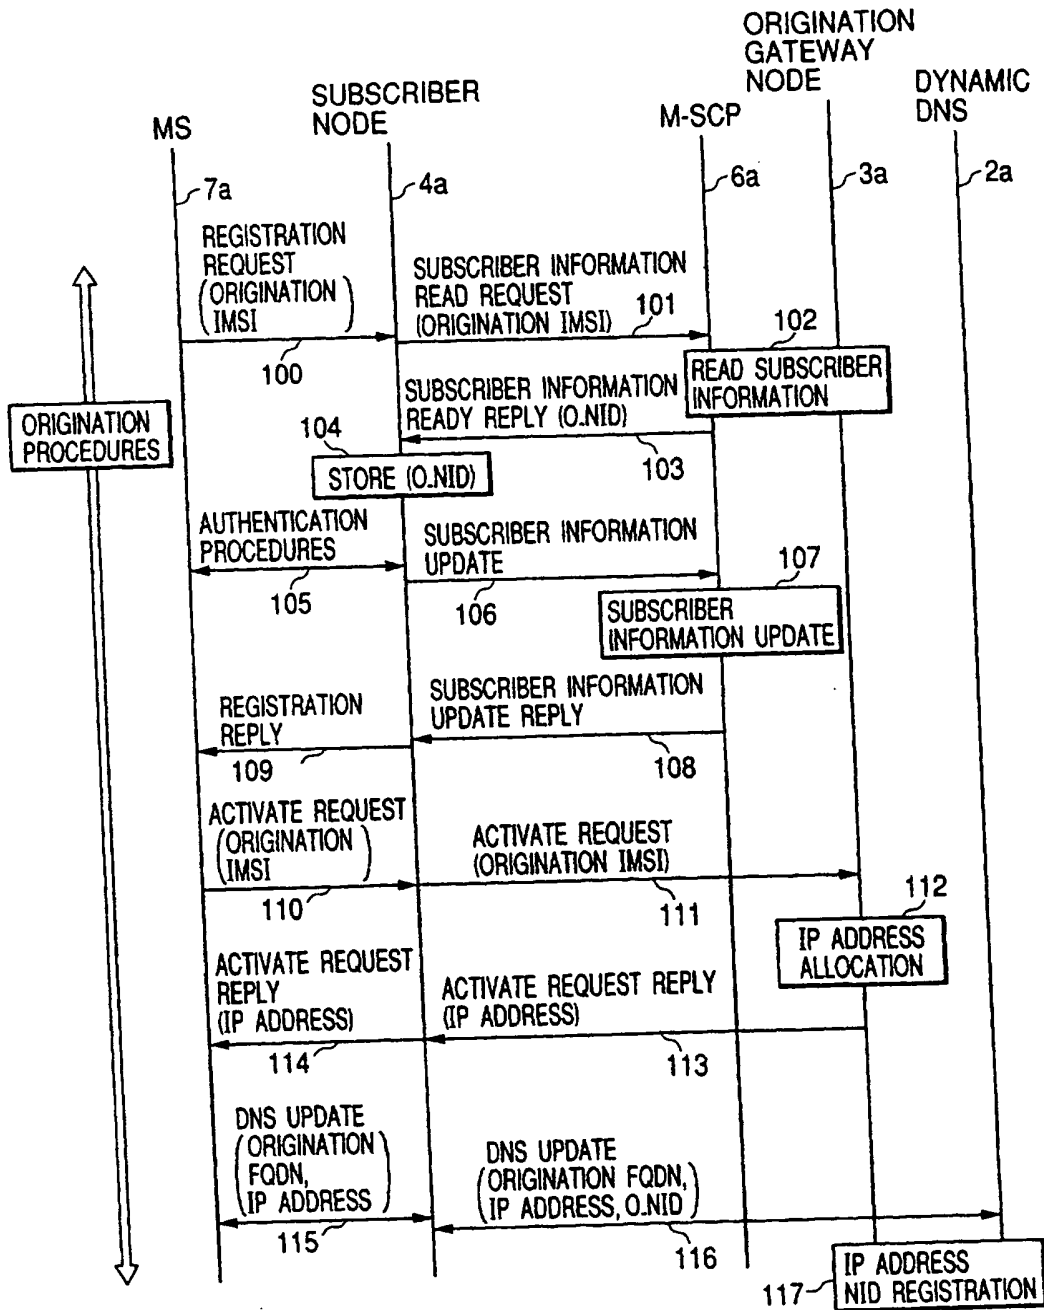 MS
SUBSCRIBER
NODE
M-SCP
ORIGINATION
GATEWAY
NODE
DYNAMIC
DNS
7a
4a
6a
3a
2a
REGISTRATION
REQUEST
(ORIGINATION
IMSI)
100
SUBSCRIBER INFORMATION
READ REQUEST
(ORIGINATION IMSI)
101
102
READ SUBSCRIBER
INFORMATION
ORIGINATION
PROCEDURES
SUBSCRIBER INFORMATION
READY REPLY (O.NID)
103
104
STORE (O.NID)
AUTHENTICATION
PROCEDURES
105
SUBSCRIBER INFORMATION
UPDATE
106
107
SUBSCRIBER
INFORMATION UPDATE
SUBSCRIBER INFORMATION
UPDATE REPLY
108
REGISTRATION
REPLY
109
ACTIVATE REQUEST
(ORIGINATION
IMSI)
110
ACTIVATE REQUEST
(ORIGINATION IMSI)
111
112
IP ADDRESS
ALLOCATION
ACTIVATE REQUEST REPLY
(IP ADDRESS)
113
ACTIVATE REQUEST
REPLY
(IP ADDRESS)
114
DNS UPDATE
(ORIGINATION
FQDN,
IP ADDRESS)
115
DNS UPDATE
(ORIGINATION FQDN,
IP ADDRESS, O.NID)
116
117
IP ADDRESS
NID REGISTRATION